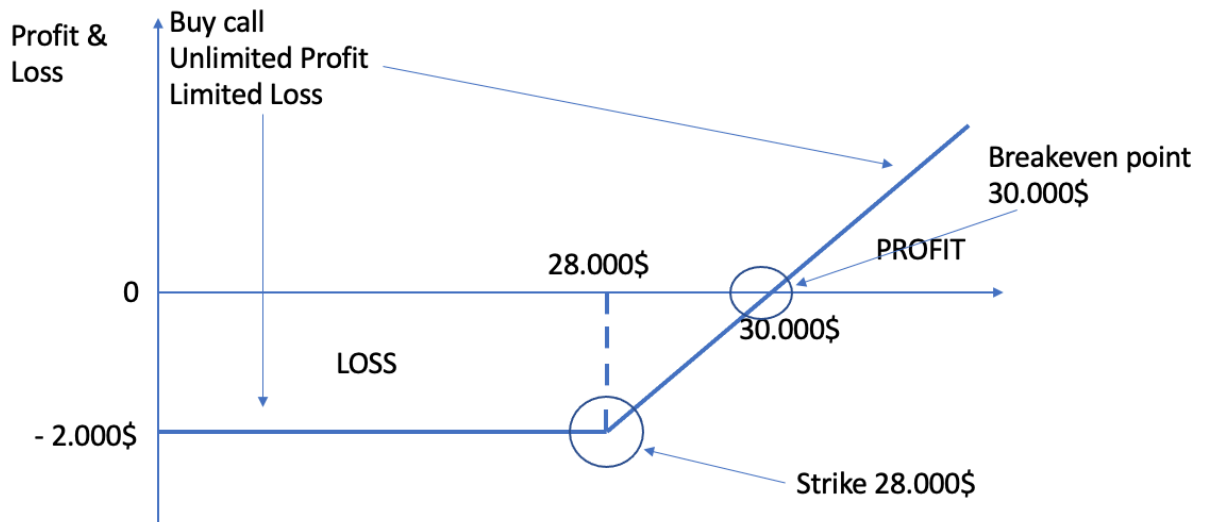 Profit &
Loss
Buy call
Unlimited Profit
Limited Loss
Breakeven point
30.000$
PROFIT
28.000$
0
30.000$
LOSS
- 2.000$
Strike 28.000$